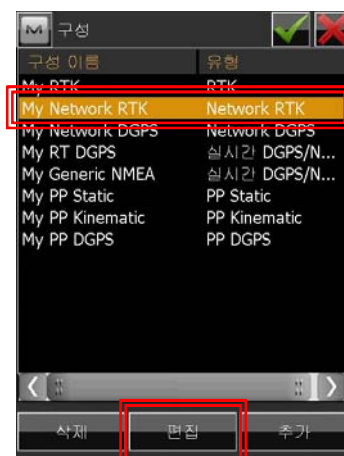 M 구성
구성 이름 유형
My RTK RTK
My Network RTK Network RTK
My Network DGPS Network DGPS
My RT DGPS 실시간 DGPS/N...
My Generic NMEA 실시간 DGPS/N...
My PP Static PP Static
My PP Kinematic PP Kinematic
My PP DGPS PP DGPS
삭제 편집 추가